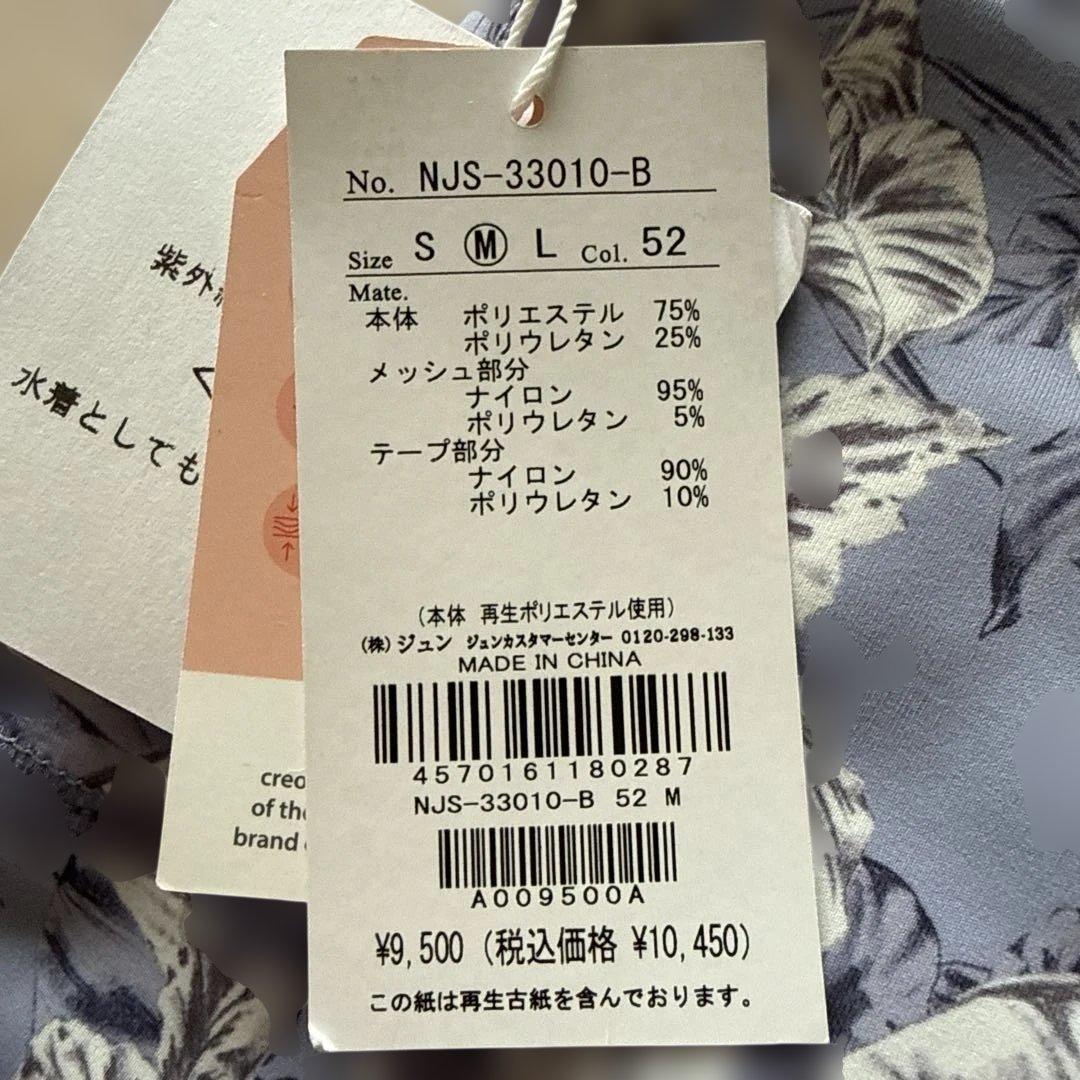 No. NJS-33010-B
Size S M L Col. 52
Mate.
本体 ポリエステル 75%
ポリウレタン 25%
メッシュ部分
ナイロン 95%
ポリウレタン 5%
テープ部分
ナイロン 90%
ポリウレタン 10%
(本体 再生ポリエステル使用)
(株)ジュン ジュンカスタマーセンター 0120-298-133
MADE IN CHINA
4570161180287
NJS-33010-B 52 M
A009500A
¥9,500 (税込価格 ¥10,450)
この紙は再生古紙を含んでおります。
紫外
水着としても
of the
brand